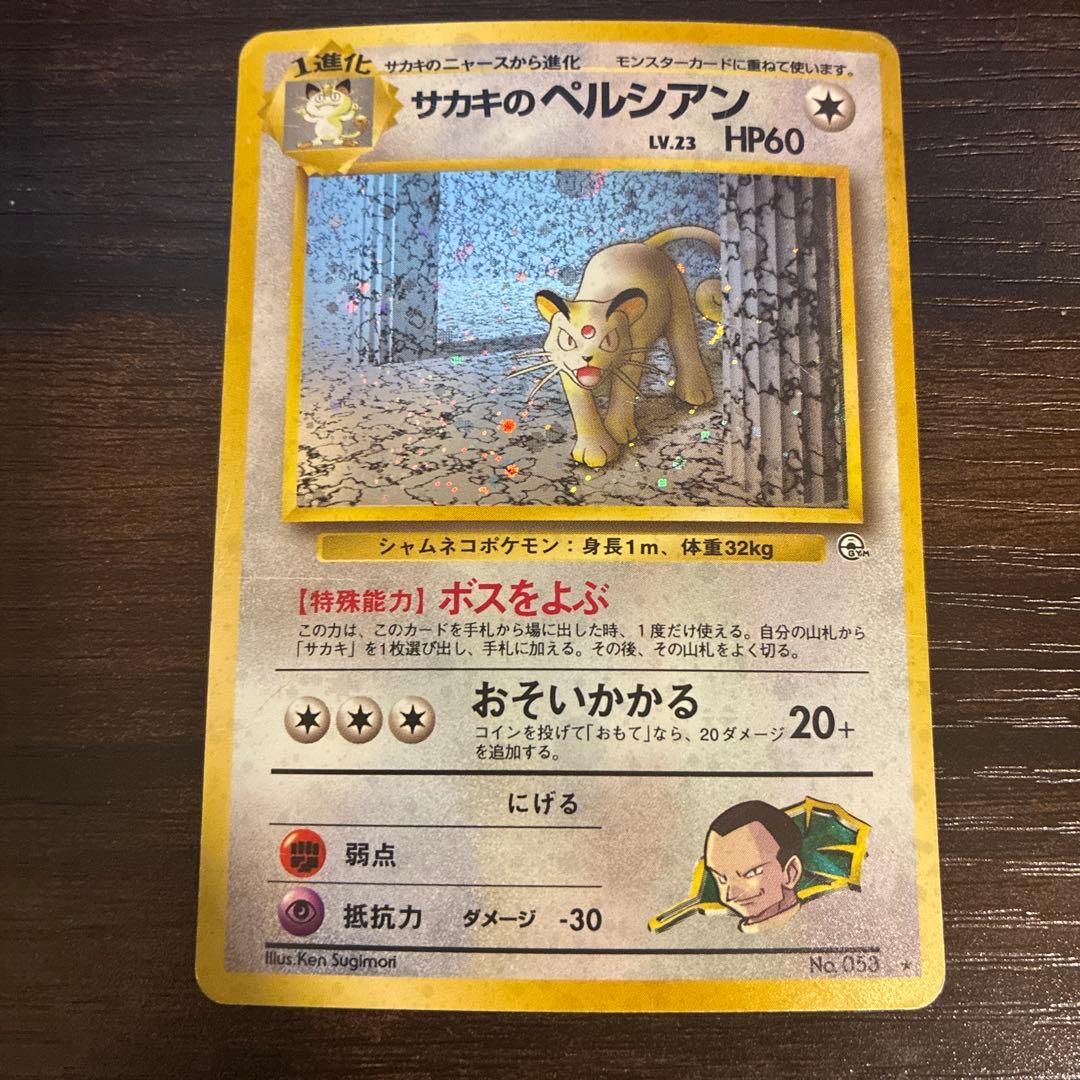 1進化 サカキのニャースから進化 モンスターカードに重ねて使います。
サカキのペルシアン
LV.23 HP60
シャムネコポケモン：身長1m、体重32kg
GYM
【特殊能力】ボスをよぶ
この力は、このカードを手札から場に出した時、1度だけ使える。自分の山札から
「サカキ」を1枚選び出し、手札に加える。その後、その山札をよく切る。
おそいかかる
コインを投げて「おもて」なら、20ダメージ 20+
を追加する。
にげる
弱点
抵抗力 ダメージ -30
Illus.Ken Sugimori No.053 ★